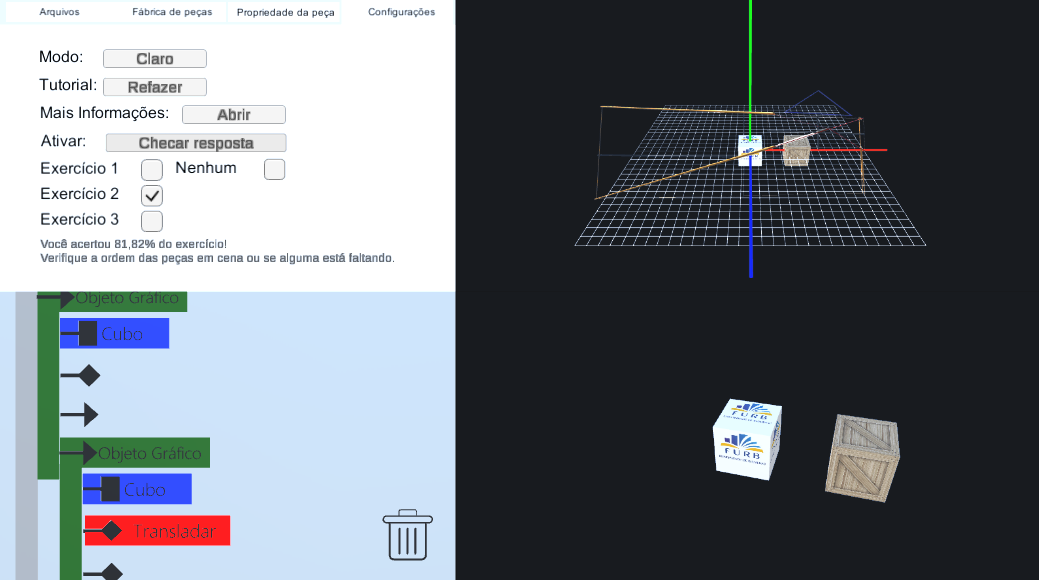 Arquivos Fábrica de peças Propriedade da peça Configurações
Modo: Claro
Tutorial: Refazer
Mais Informações: Abrir
Ativar: Checar resposta
Exercício 1 Nenhum
Exercício 2
Exercício 3
Você acertou 81,82% do exercício!
Verifique a ordem das peças em cena ou se alguma está faltando.
Objeto Gráfico
Cubo
Objeto Gráfico
Cubo
Transladar
FURB
FURB